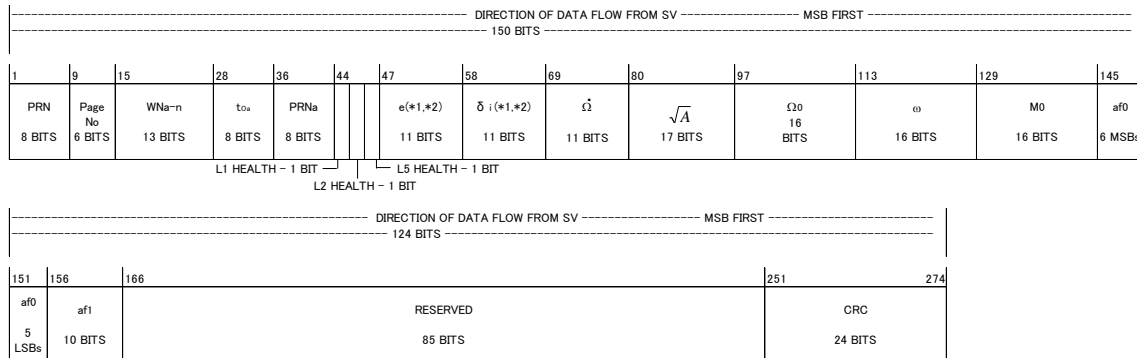 DIRECTION OF DATA FLOW FROM SV MSB FIRST
150 BITS
1 9 15 28 36 44 47 58 69 80 97 113 129 145
PRN Page No WNa-n toa PRNa e(*1,*2) δi(*1,*2) Ω̇ √A Ω0 ω M0 af0
8 BITS 6 BITS 13 BITS 8 BITS 8 BITS 11 BITS 11 BITS 11 BITS 17 BITS 16 BITS 16 BITS 16 BITS 6 MSBs
L1 HEALTH - 1 BIT L5 HEALTH - 1 BIT
L2 HEALTH - 1 BIT
DIRECTION OF DATA FLOW FROM SV MSB FIRST
124 BITS
151 156 166 251 274
af0 af1 RESERVED CRC
5 LSBs 10 BITS 85 BITS 24 BITS